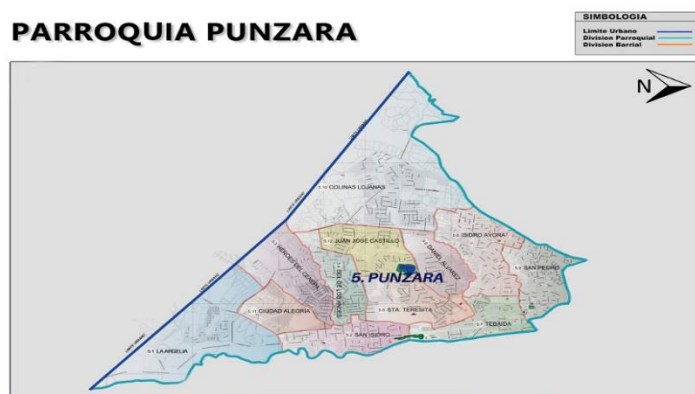 PARROQUIA PUNZARA
SIMBOLOGIA
Limite Urbano
Division Parroquial
Division Barrial
N
COLINAS LOJANAS
ISIDRO AYORA
JUAN JOSE CASTILLO
DANIEL ALVAREZ
HEROES DEL CENEPA
SAN PEDRO
5. PUNZARA
CIUDAD ALEGRIA
STA. TERESITA
TEBAIDA
SAN ISIDRO
LA ARGELIA